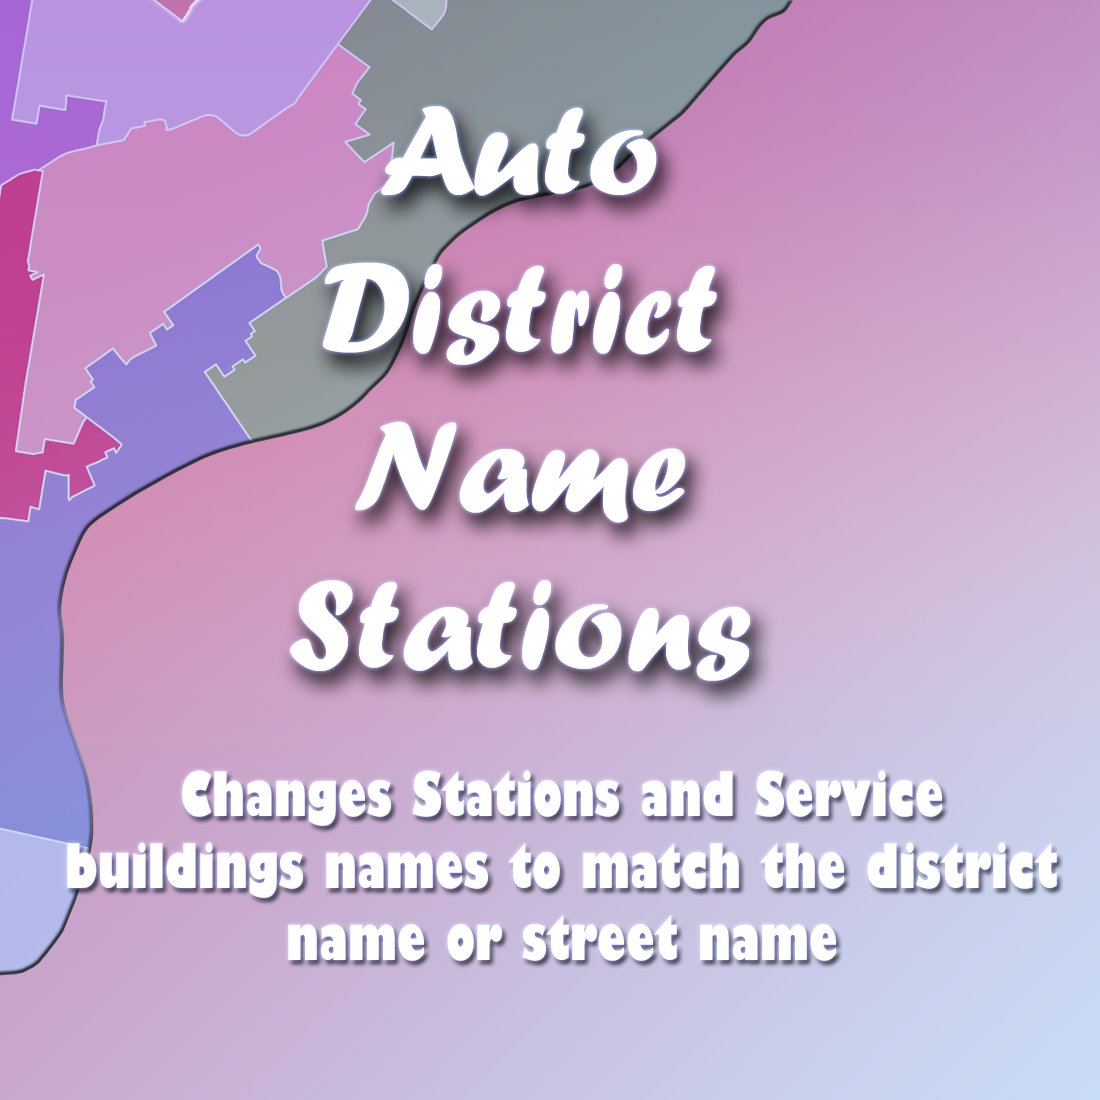 Auto
District
Name
Stations
Changes Stations and Service
buildings names to match the district
name or street name